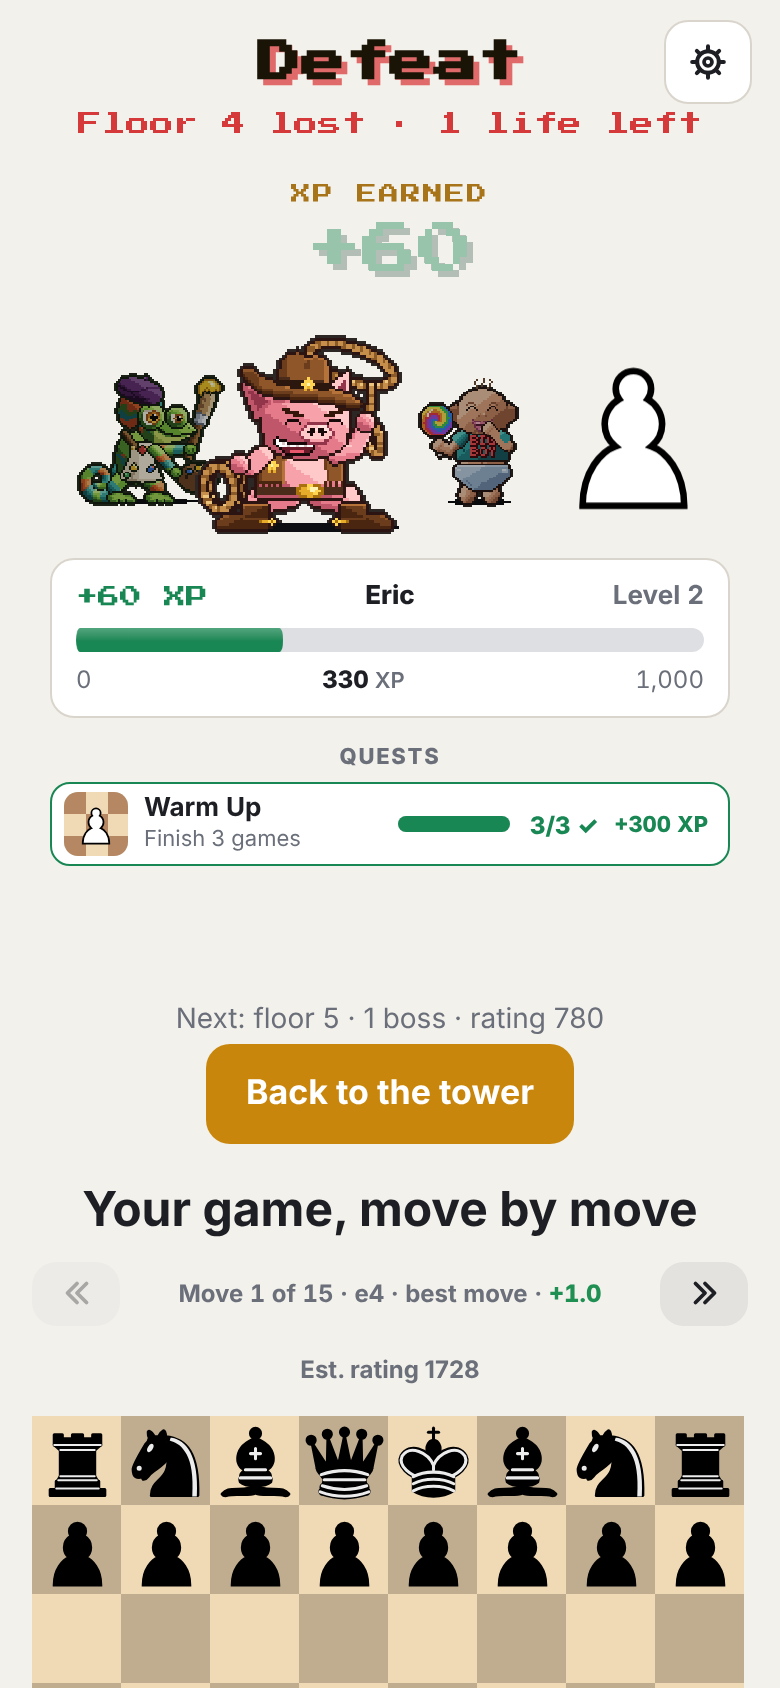 Defeat
Floor 4 lost · 1 life left
XP EARNED
+60
BIG
BOY
+60 XP Eric Level 2
0 330 XP 1,000
QUESTS
Warm Up
Finish 3 games
3/3 ✓ +300 XP
Next: floor 5 · 1 boss · rating 780
Back to the tower
Your game, move by move
Move 1 of 15 · e4 · best move · +1.0
Est. rating 1728